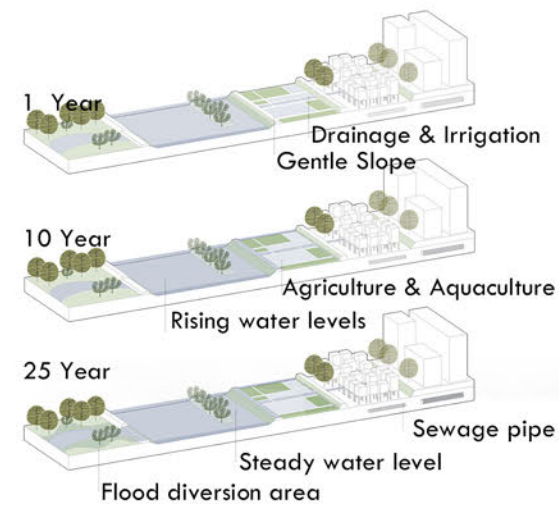 1 Year
Drainage & Irrigation
Gentle Slope
10 Year
Agriculture & Aquaculture
Rising water levels
25 Year
Sewage pipe
Steady water level
Flood diversion area